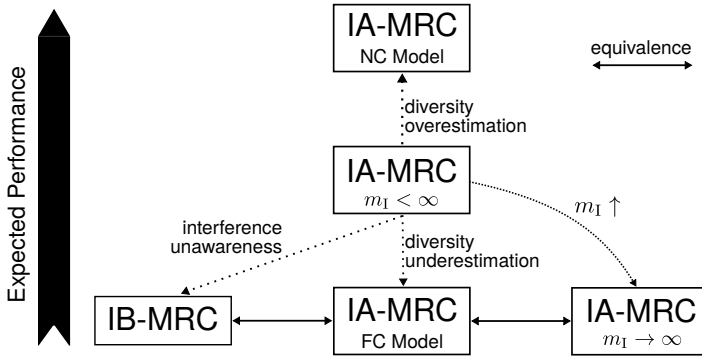 IA-MRC
NC Model
equivalence
diversity
overestimation
Expected Performance
IA-MRC
m_I < ∞
m_I ↑
interference
unawareness
diversity
underestimation
IB-MRC
IA-MRC
FC Model
IA-MRC
m_I → ∞